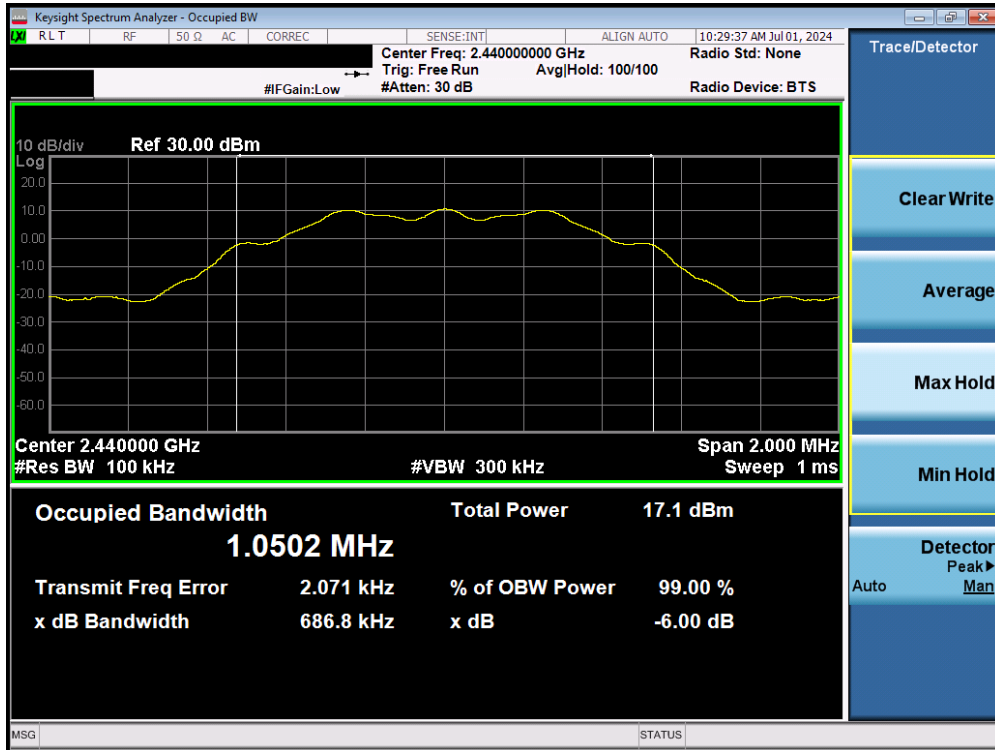 Keysight Spectrum Analyzer - Occupied BW
LXI RLT RF 50 Ω AC CORREC SENSE:INT ALIGN AUTO 10:29:37 AM Jul 01, 2024
Center Freq: 2.440000000 GHz Radio Std: None
Trig: Free Run Avg|Hold: 100/100
#IFGain:Low #Atten: 30 dB Radio Device: BTS
10 dB/div Ref 30.00 dBm
Log
20.0
10.0
0.00
-10.0
-20.0
-30.0
-40.0
-50.0
-60.0
Center 2.440000 GHz Span 2.000 MHz
#Res BW 100 kHz #VBW 300 kHz Sweep 1 ms
Occupied Bandwidth Total Power 17.1 dBm
1.0502 MHz
Transmit Freq Error 2.071 kHz % of OBW Power 99.00 %
x dB Bandwidth 686.8 kHz x dB -6.00 dB
MSG STATUS
Trace/Detector
Clear Write
Average
Max Hold
Min Hold
Detector
Peak▶
Auto Man